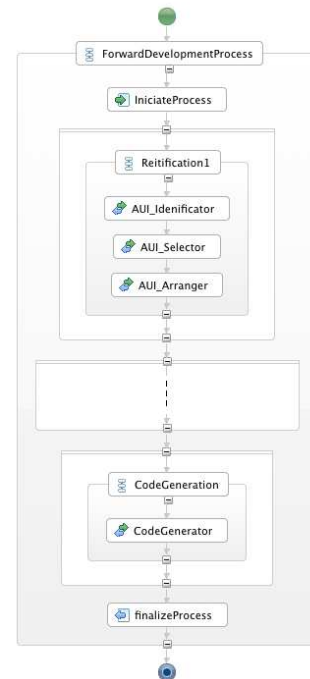 ForwardDevelopmentProcess
IniciateProcess
Reitification1
AUI_Idenificator
AUI_Selector
AUI_Arranger
CodeGeneration
CodeGenerator
finalizeProcess